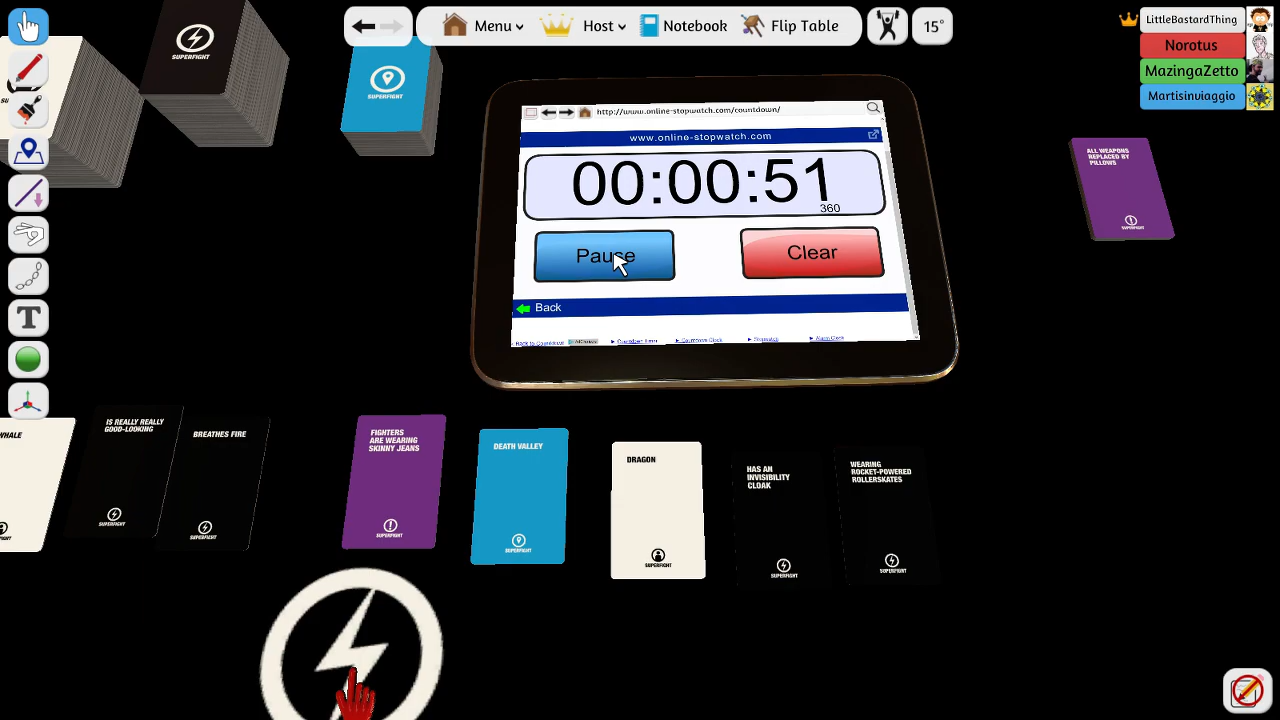 Menu
Host
Notebook
Flip Table
15°
LittleBastardThing
Norotus
MazingaZetto
Martisinviaggio
SUPERFIGHT
SUPERFIGHT
http://www.online-stopwatch.com/countdown/
www.online-stopwatch.com
00:00:51
360
Pause
Clear
Back
ALL WEAPONS
REPLACED BY
PILLOWS
SUPERFIGHT
WHALE
IS REALLY REALLY
GOOD-LOOKING
SUPERFIGHT
BREATHES FIRE
SUPERFIGHT
FIGHTERS
ARE WEARING
SKINNY JEANS
SUPERFIGHT
DEATH VALLEY
SUPERFIGHT
DRAGON
SUPERFIGHT
HAS AN
INVISIBILITY
CLOAK
SUPERFIGHT
WEARING
ROCKET-POWERED
ROLLERSKATES
SUPERFIGHT
T